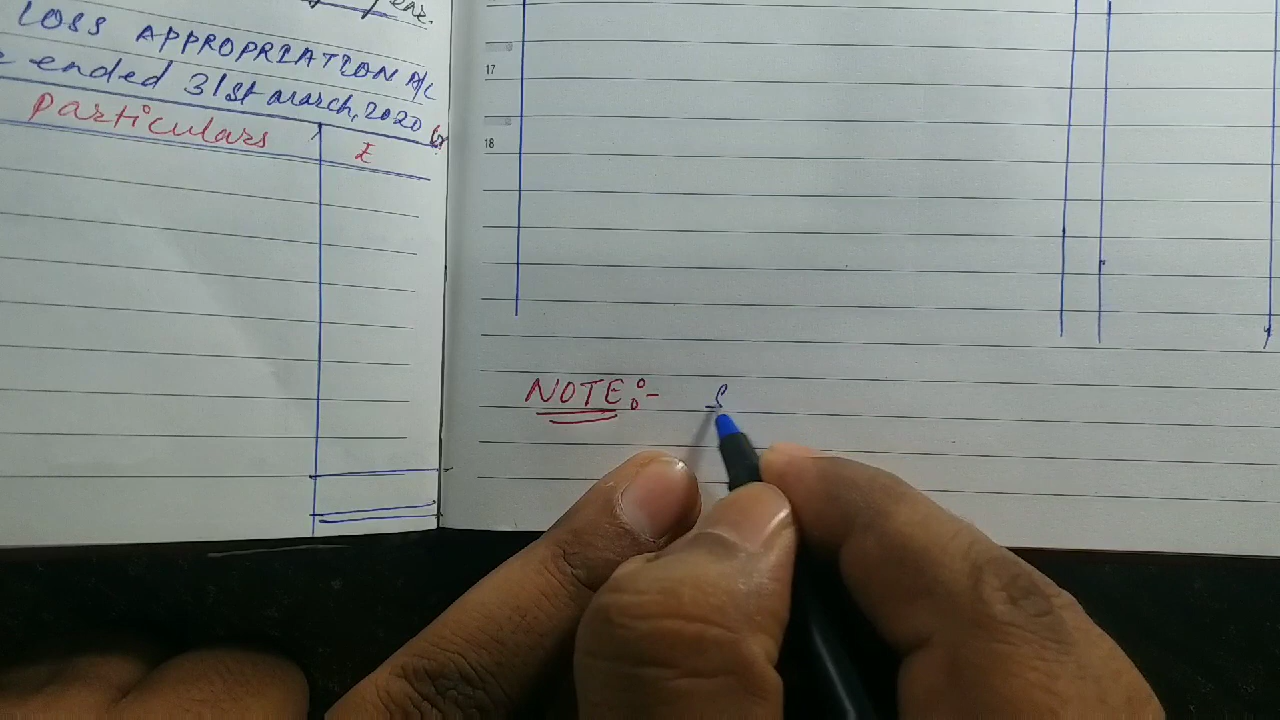 LOSS APPROPRIATION A/C
ended 31st march, 2020
Particulars ₹
17
18
NOTE:-